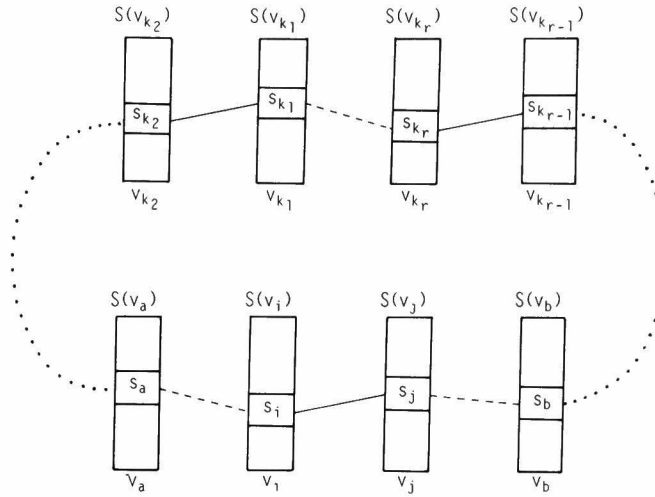 S(v_{k_2}) S(v_{k_1}) S(v_{k_r}) S(v_{k_{r-1}})
s_{k_2} s_{k_1} s_{k_r} s_{k_{r-1}}
v_{k_2} v_{k_1} v_{k_r} v_{k_{r-1}}
S(v_a) S(v_i) S(v_j) S(v_b)
s_a s_i s_j s_b
v_a v_i v_j v_b